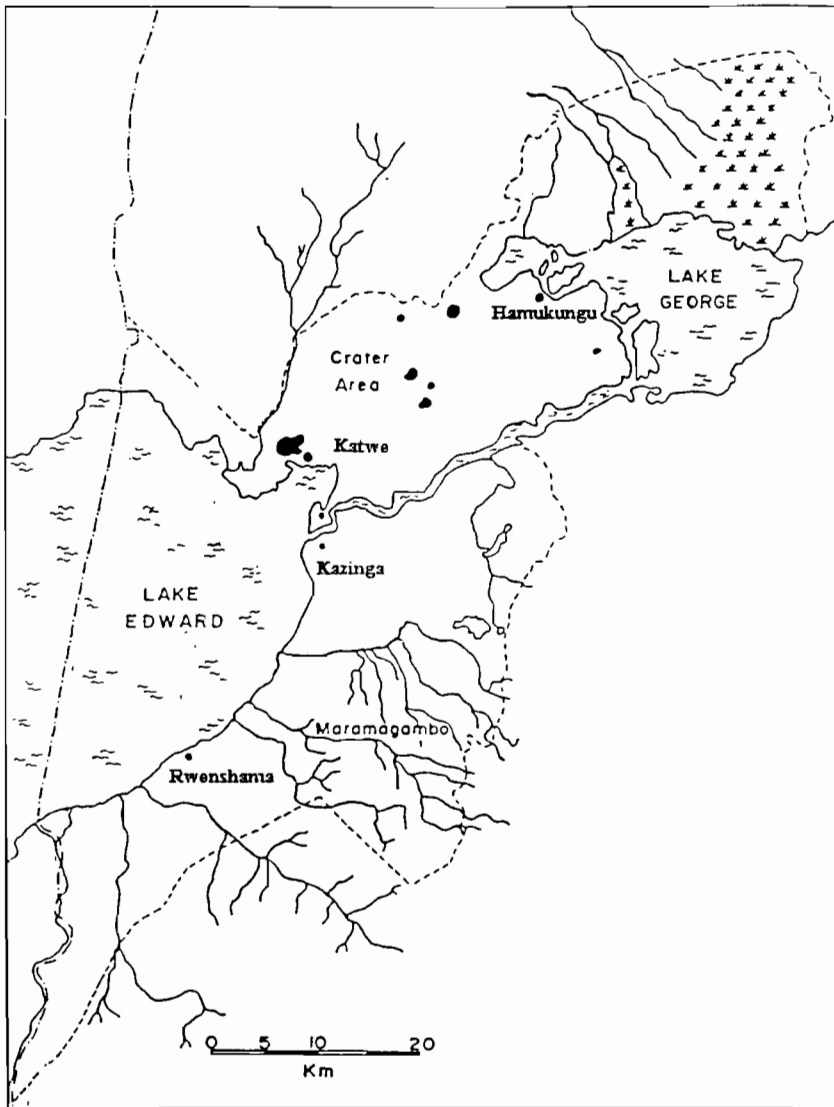 LAKE
GEORGE
Hamukungu
Crater
Area
Katwe
Kazinga
LAKE
EDWARD
Maramagambo
Rwenshama
0 5 10 20
Km